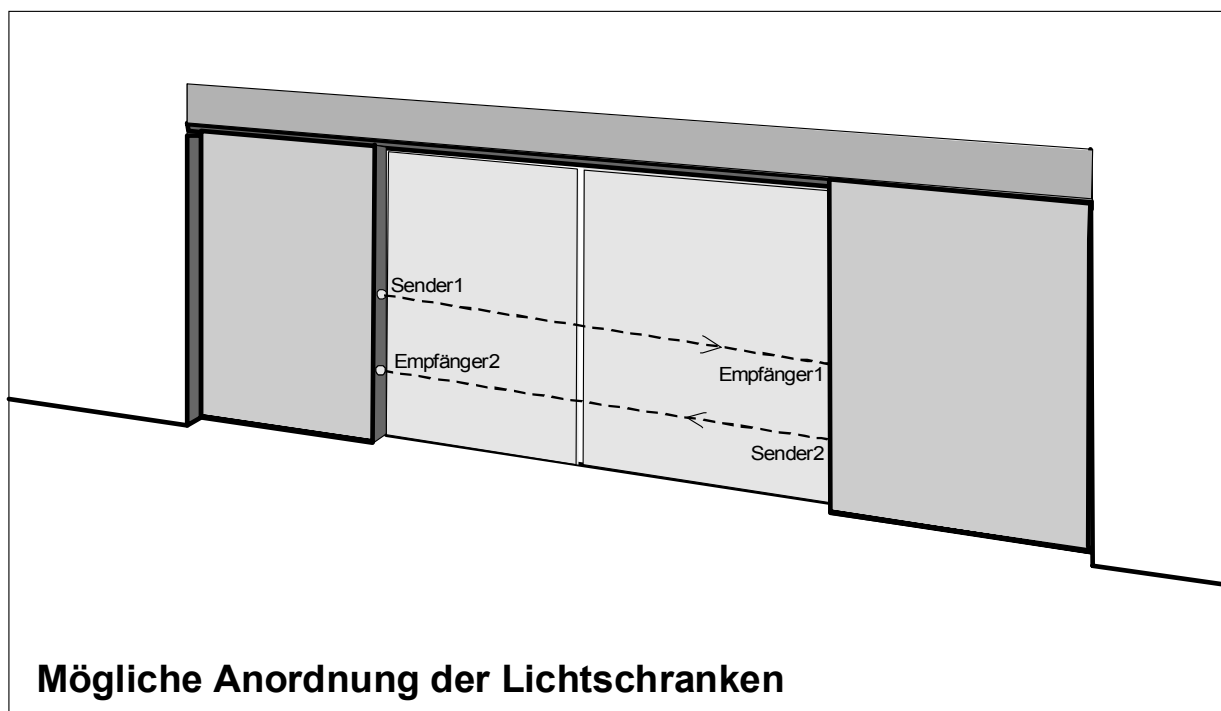 Sender1
Empfänger2
Empfänger1
Sender2
Mögliche Anordnung der Lichtschranken